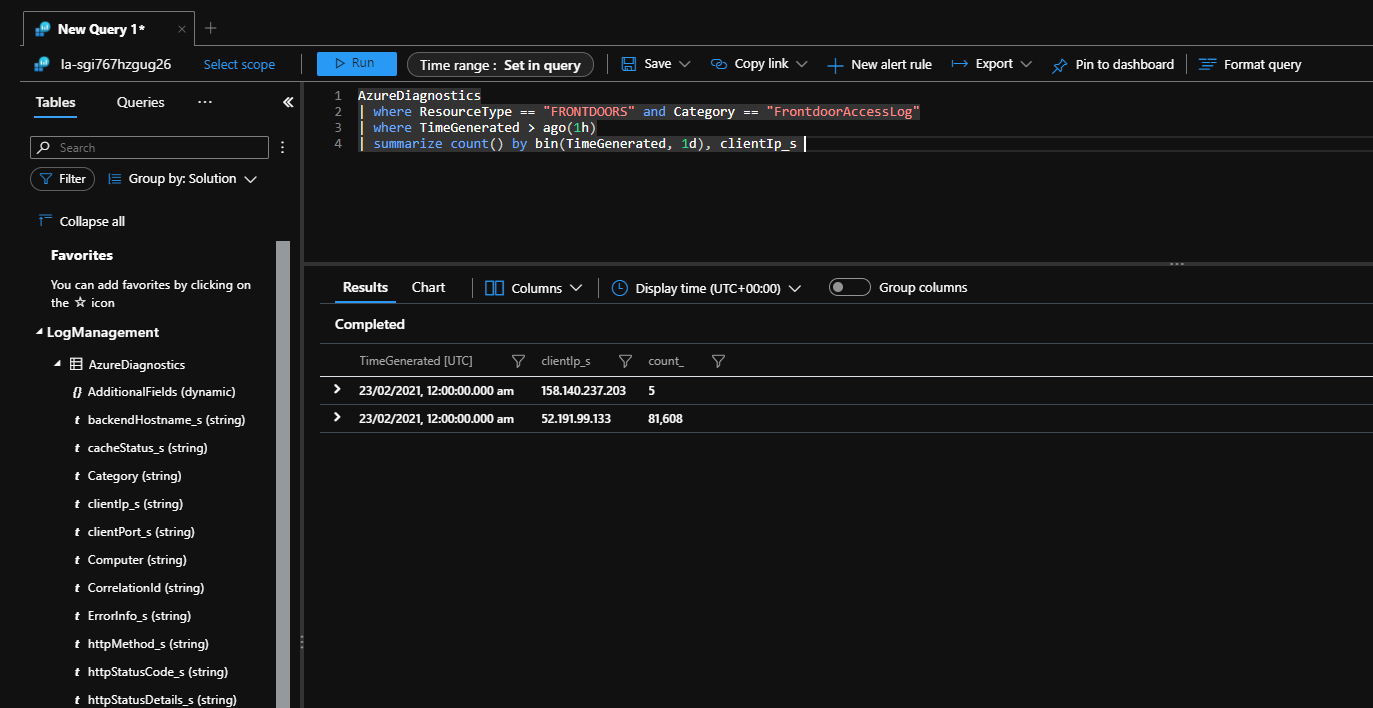 New Query 1*
la-sgi767hzgug26 Select scope Run Time range : Set in query Save Copy link New alert rule Export Pin to dashboard Format query
Tables Queries ...
Search
Filter Group by: Solution
Collapse all
Favorites
You can add favorites by clicking on
the ☆ icon
LogManagement
AzureDiagnostics
{} AdditionalFields (dynamic)
t backendHostname_s (string)
t cacheStatus_s (string)
t Category (string)
t clientIp_s (string)
t clientPort_s (string)
t Computer (string)
t CorrelationId (string)
t ErrorInfo_s (string)
t httpMethod_s (string)
t httpStatusCode_s (string)
t httpStatusDetails_s (string)
1 AzureDiagnostics
2 | where ResourceType == "FRONTDOORS" and Category == "FrontdoorAccessLog"
3 | where TimeGenerated > ago(1h)
4 | summarize count() by bin(TimeGenerated, 1d), clientIp_s
Results Chart Columns Display time (UTC+00:00) Group columns
Completed
TimeGenerated [UTC] clientIp_s count_
23/02/2021, 12:00:00.000 am 158.140.237.203 5
23/02/2021, 12:00:00.000 am 52.191.99.133 81,608